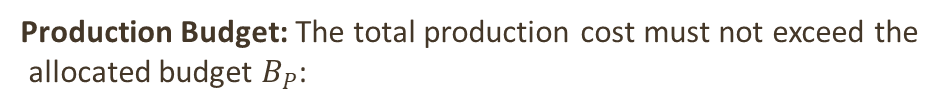 Production Budget: The total production cost must not exceed the
allocated budget B_P: